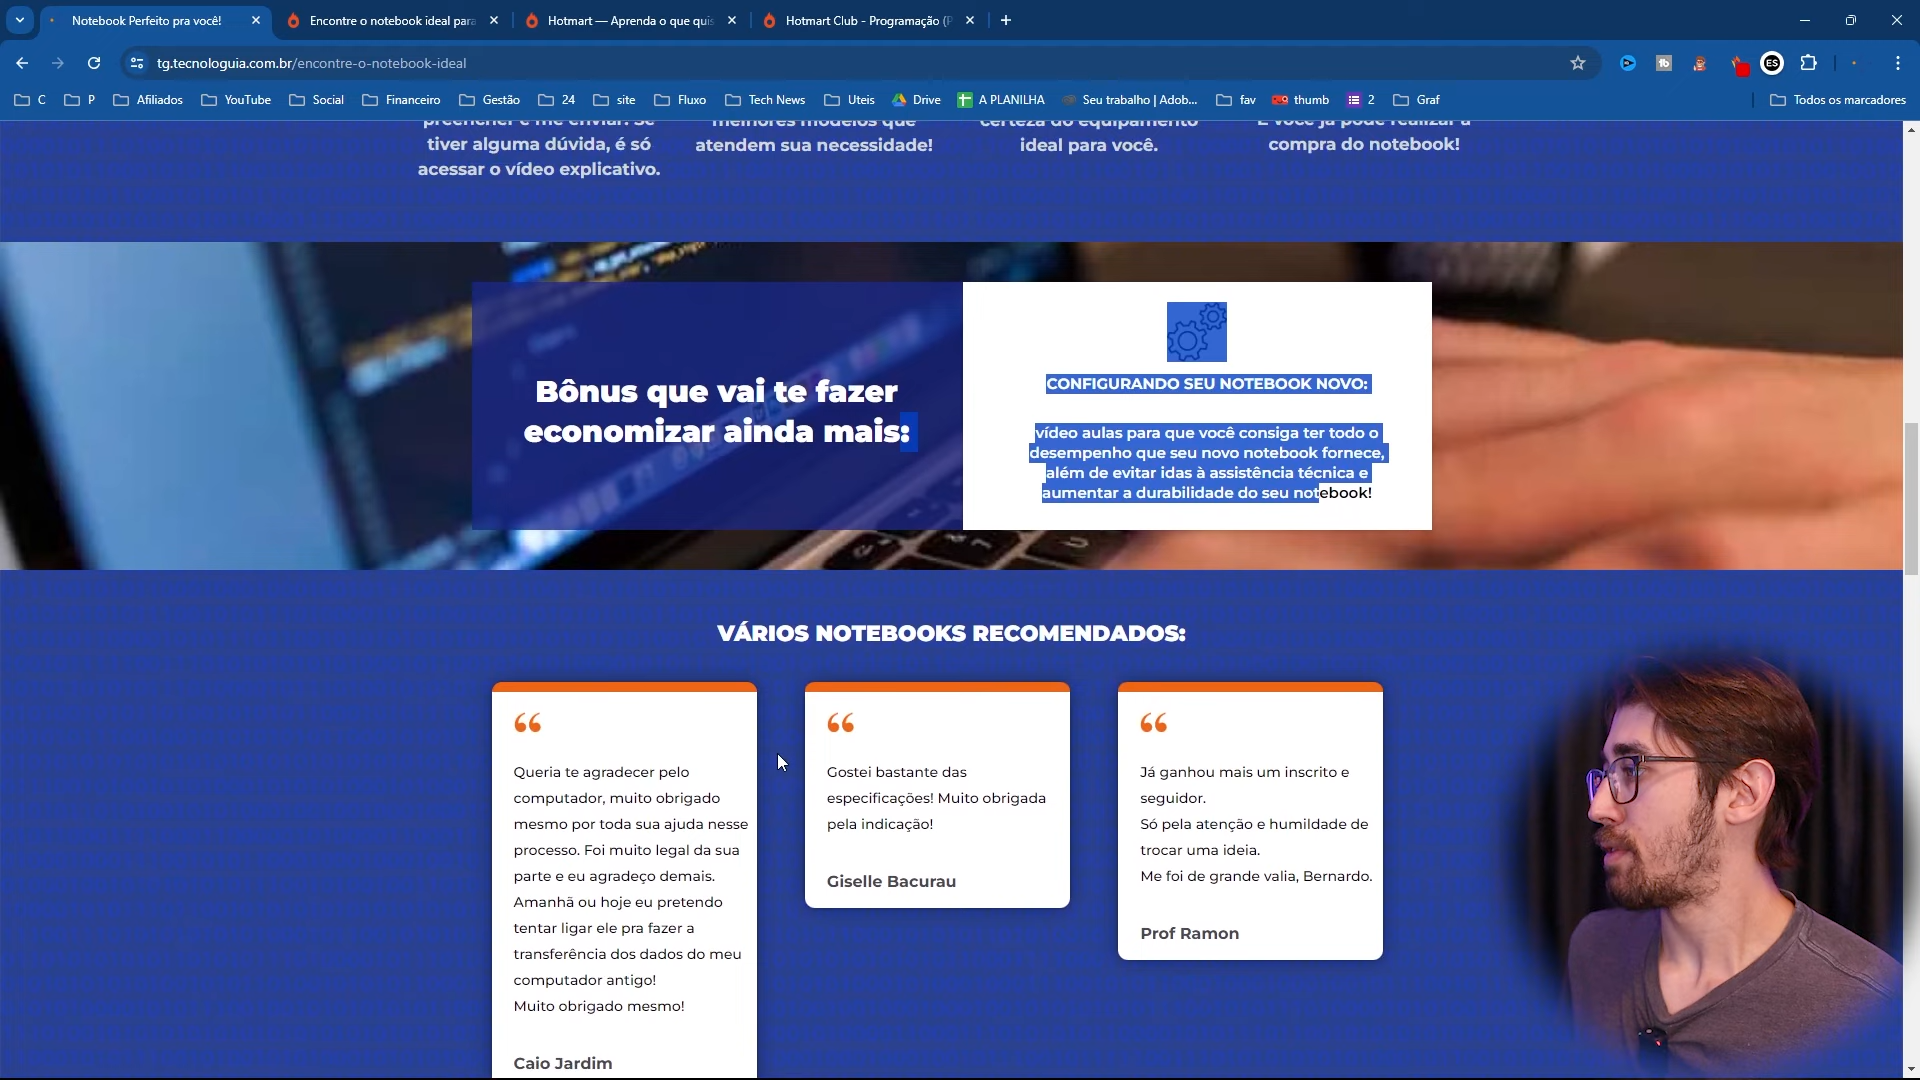 Notebook Perfeito pra você!
Encontre o notebook ideal para
Hotmart — Aprenda o que quis
Hotmart Club - Programação (P
tg.tecnologuia.com.br/encontre-o-notebook-ideal
ES
C
P
Afiliados
YouTube
Social
Financeiro
Gestão
24
site
Fluxo
Tech News
Uteis
Drive
A PLANILHA
Seu trabalho | Adob...
fav
thumb
2
Graf
Todos os marcadores
preencher e me enviar. Se
tiver alguma dúvida, é só
acessar o vídeo explicativo.
melhores modelos que
atendem sua necessidade!
certeza do equipamento
ideal para você.
E você já pode realizar a
compra do notebook!
Bônus que vai te fazer
economizar ainda mais:
CONFIGURANDO SEU NOTEBOOK NOVO:
vídeo aulas para que você consiga ter todo o
desempenho que seu novo notebook fornece,
além de evitar idas à assistência técnica e
aumentar a durabilidade do seu notebook!
VÁRIOS NOTEBOOKS RECOMENDADOS:
“
Queria te agradecer pelo
computador, muito obrigado
mesmo por toda sua ajuda nesse
processo. Foi muito legal da sua
parte e eu agradeço demais.
Amanhã ou hoje eu pretendo
tentar ligar ele pra fazer a
transferência dos dados do meu
computador antigo!
Muito obrigado mesmo!
Caio Jardim
“
Gostei bastante das
especificações! Muito obrigada
pela indicação!
Giselle Bacurau
“
Já ganhou mais um inscrito e
seguidor.
Só pela atenção e humildade de
trocar uma ideia.
Me foi de grande valia, Bernardo.
Prof Ramon